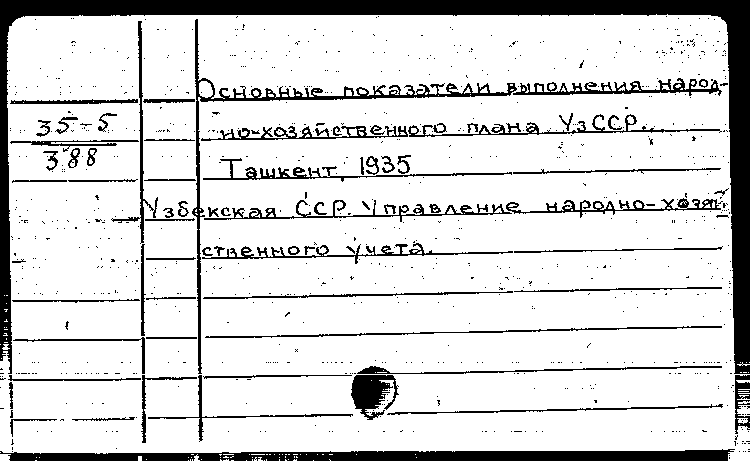 Основные показатели выполнения народ-
35-5
но-хозяйственного плана УзССР..
388
Ташкент, 1935
Узбекская ССР. Управление народно-хозяй-
ственного учета.